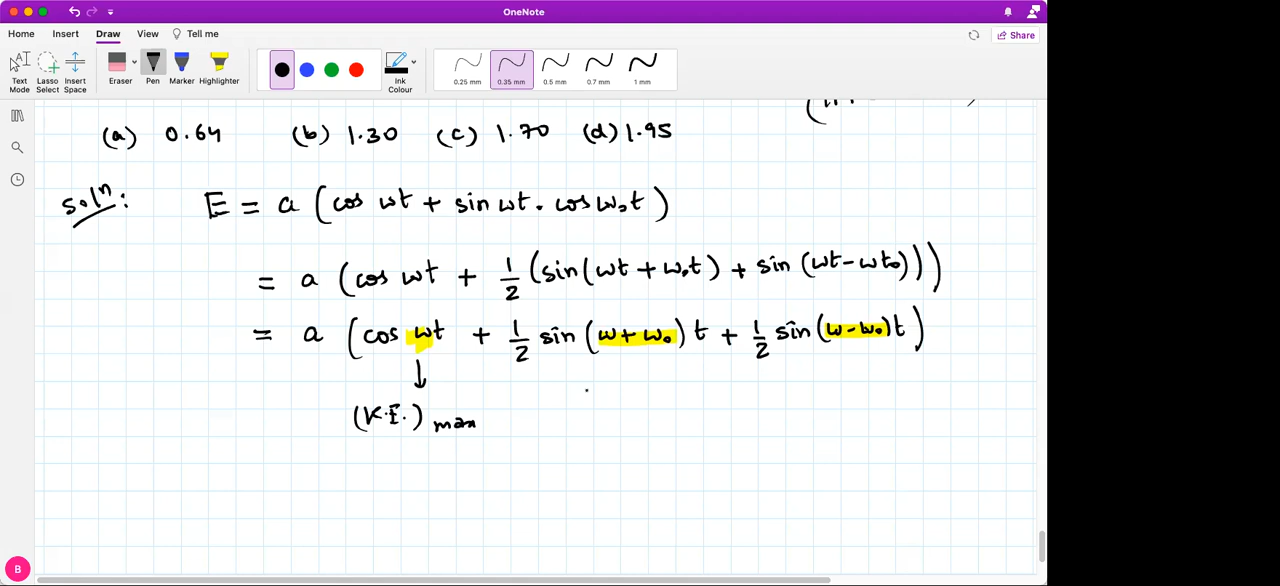 OneNote
Home Insert Draw View Tell me
Share
Text Mode Lasso Select Insert Space Eraser Pen Marker Highlighter Ink Colour 0.25 mm 0.35 mm 0.5 mm 0.7 mm 1 mm
(a) 0.64 (b) 1.30 (c) 1.70 (d) 1.95
solⁿ: E = a (cos ωt + sin ωt . cos ω₀t)
= a (cos ωt + 1/2 (sin(ωt + ω₀t) + sin (ωt - ωt₀)))
= a (cos ωt + 1/2 sin (ω + ω₀) t + 1/2 sin (ω - ω₀) t)
↓
(K.E.) max
B